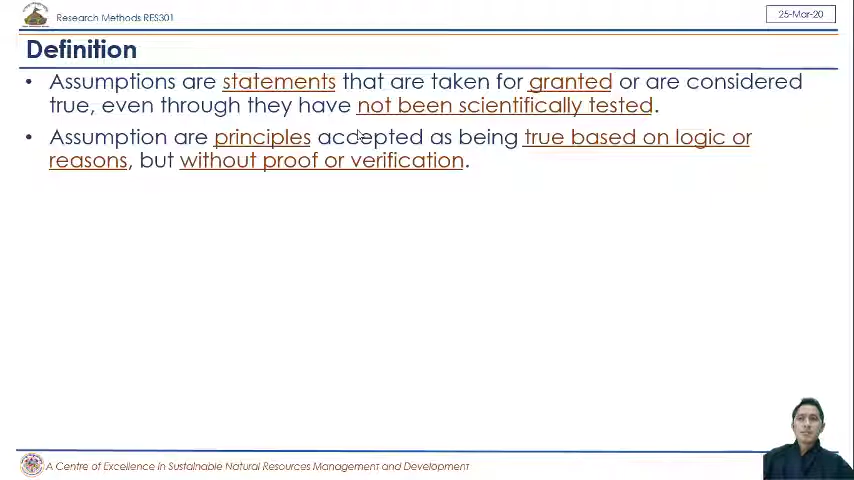 Research Methods RES301
25-Mar-20
Definition
• Assumptions are statements that are taken for granted or are considered
true, even through they have not been scientifically tested.
• Assumption are principles accepted as being true based on logic or
reasons, but without proof or verification.
A Centre of Excellence in Sustainable Natural Resources Management and Development